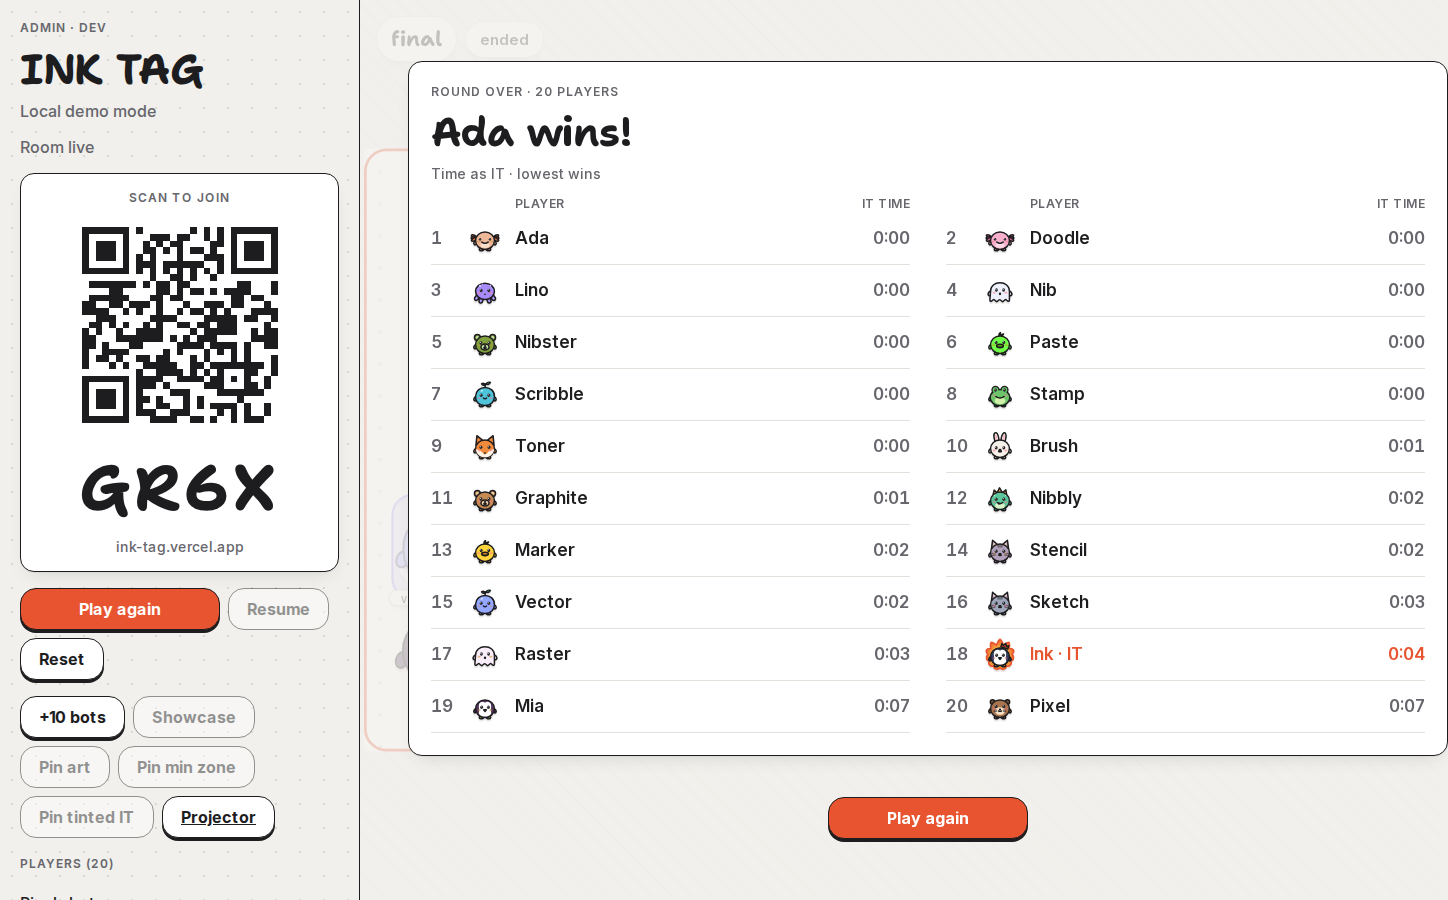 ADMIN · DEV
INK TAG
Local demo mode
Room live
SCAN TO JOIN
GR6X
ink-tag.vercel.app
Play again
Resume
Reset
+10 bots
Showcase
Pin art
Pin min zone
Pin tinted IT
Projector
PLAYERS (20)
final
ended
ROUND OVER · 20 PLAYERS
Ada wins!
Time as IT · lowest wins
PLAYER IT TIME PLAYER IT TIME
1 Ada 0:00 2 Doodle 0:00
3 Lino 0:00 4 Nib 0:00
5 Nibster 0:00 6 Paste 0:00
7 Scribble 0:00 8 Stamp 0:00
9 Toner 0:00 10 Brush 0:01
11 Graphite 0:01 12 Nibbly 0:02
13 Marker 0:02 14 Stencil 0:02
15 Vector 0:02 16 Sketch 0:03
17 Raster 0:03 18 Ink · IT 0:04
19 Mia 0:07 20 Pixel 0:07
Play again